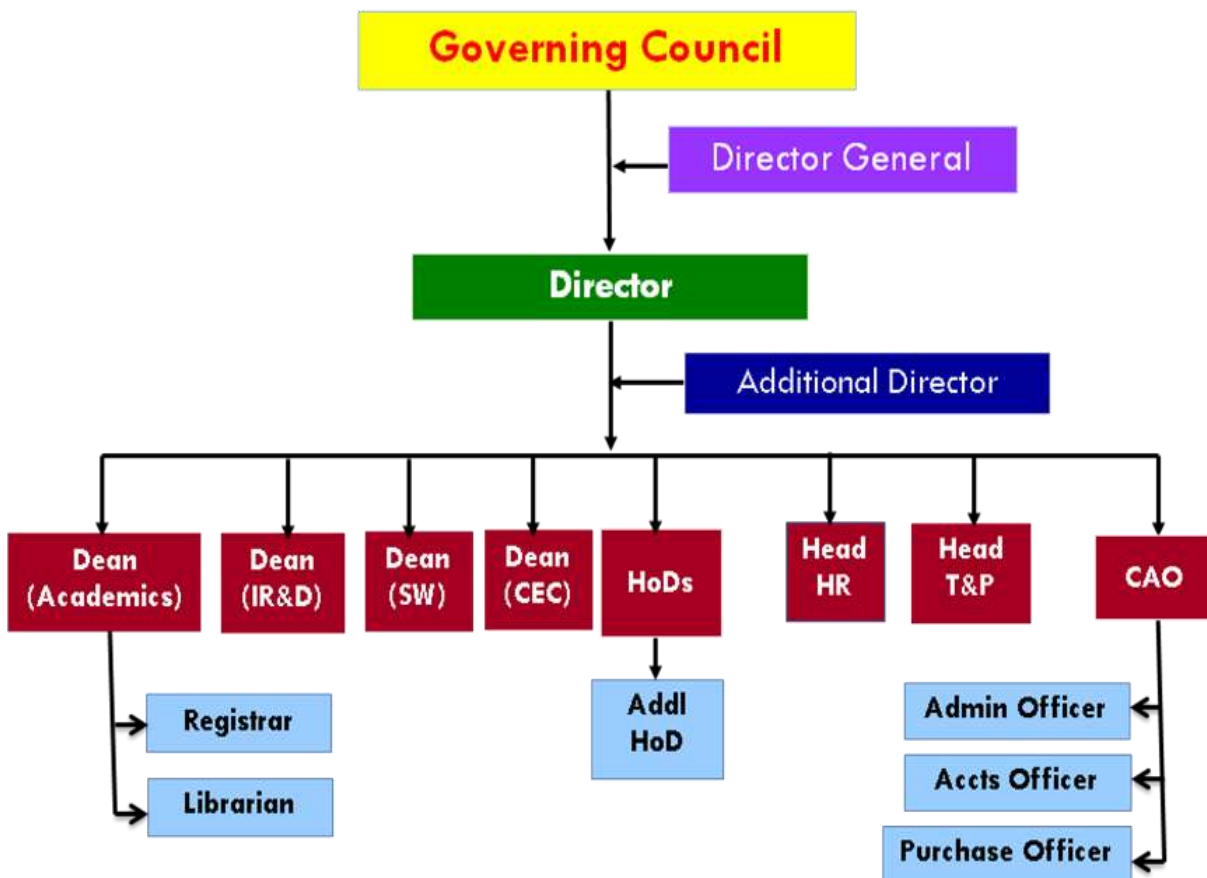 Governing Council
Director General
Director
Additional Director
Dean
(Academics)
Dean
(IR&D)
Dean
(SW)
Dean
(CEC)
HoDs
Head
HR
Head
T&P
CAO
Registrar
Librarian
Addl
HoD
Admin Officer
Accts Officer
Purchase Officer